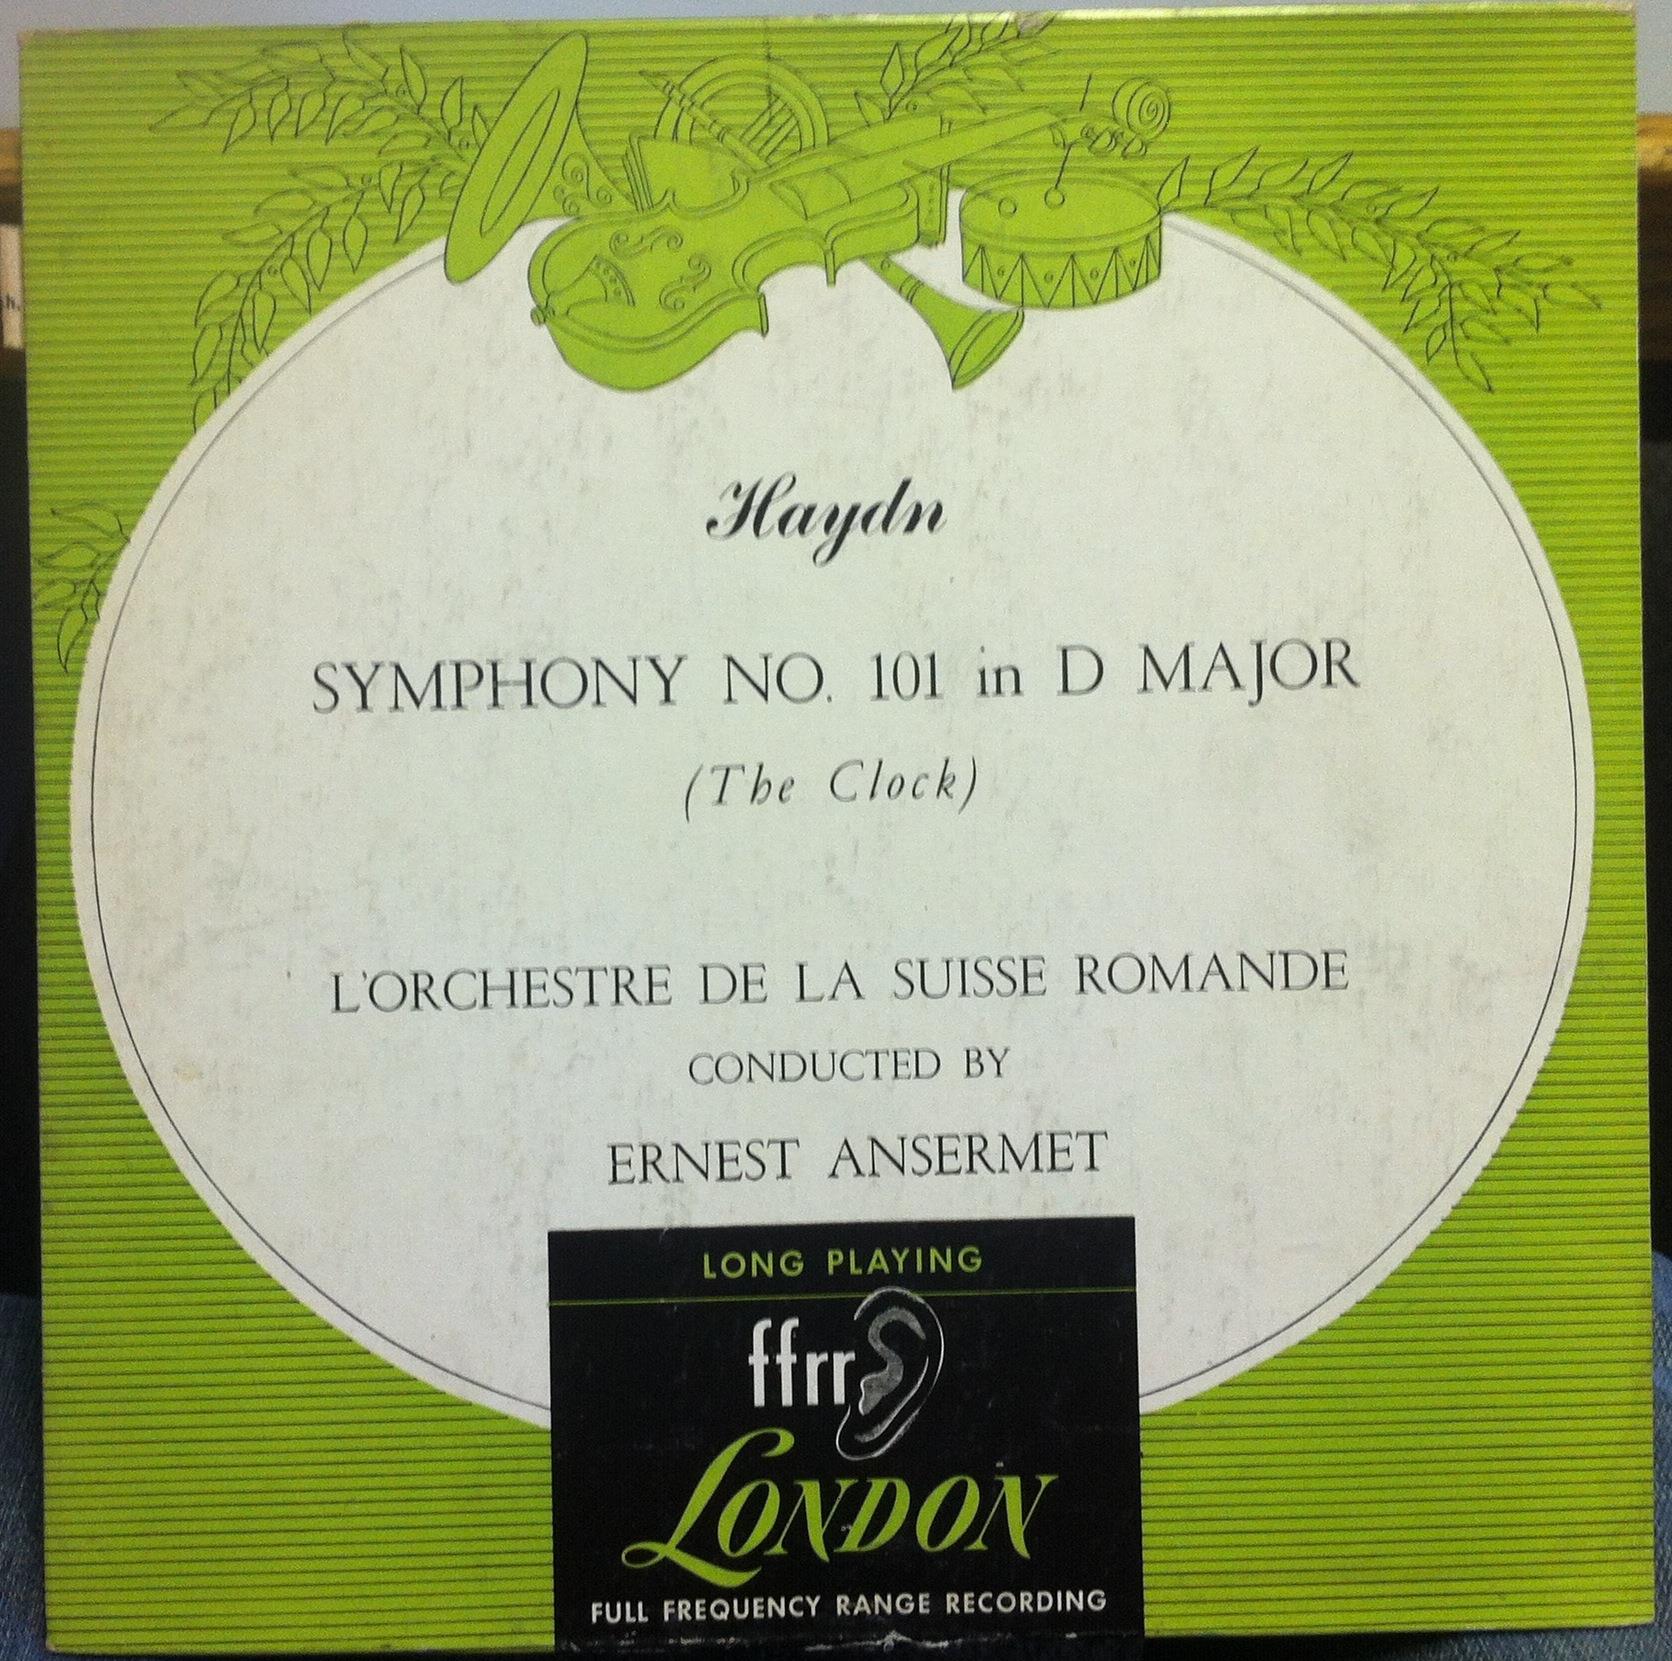 Haydn
SYMPHONY NO. 101 in D MAJOR
(The Clock)
L'ORCHESTRE DE LA SUISSE ROMANDE
CONDUCTED BY
ERNEST ANSERMET
LONG PLAYING
ffrr
LONDON
FULL FREQUENCY RANGE RECORDING